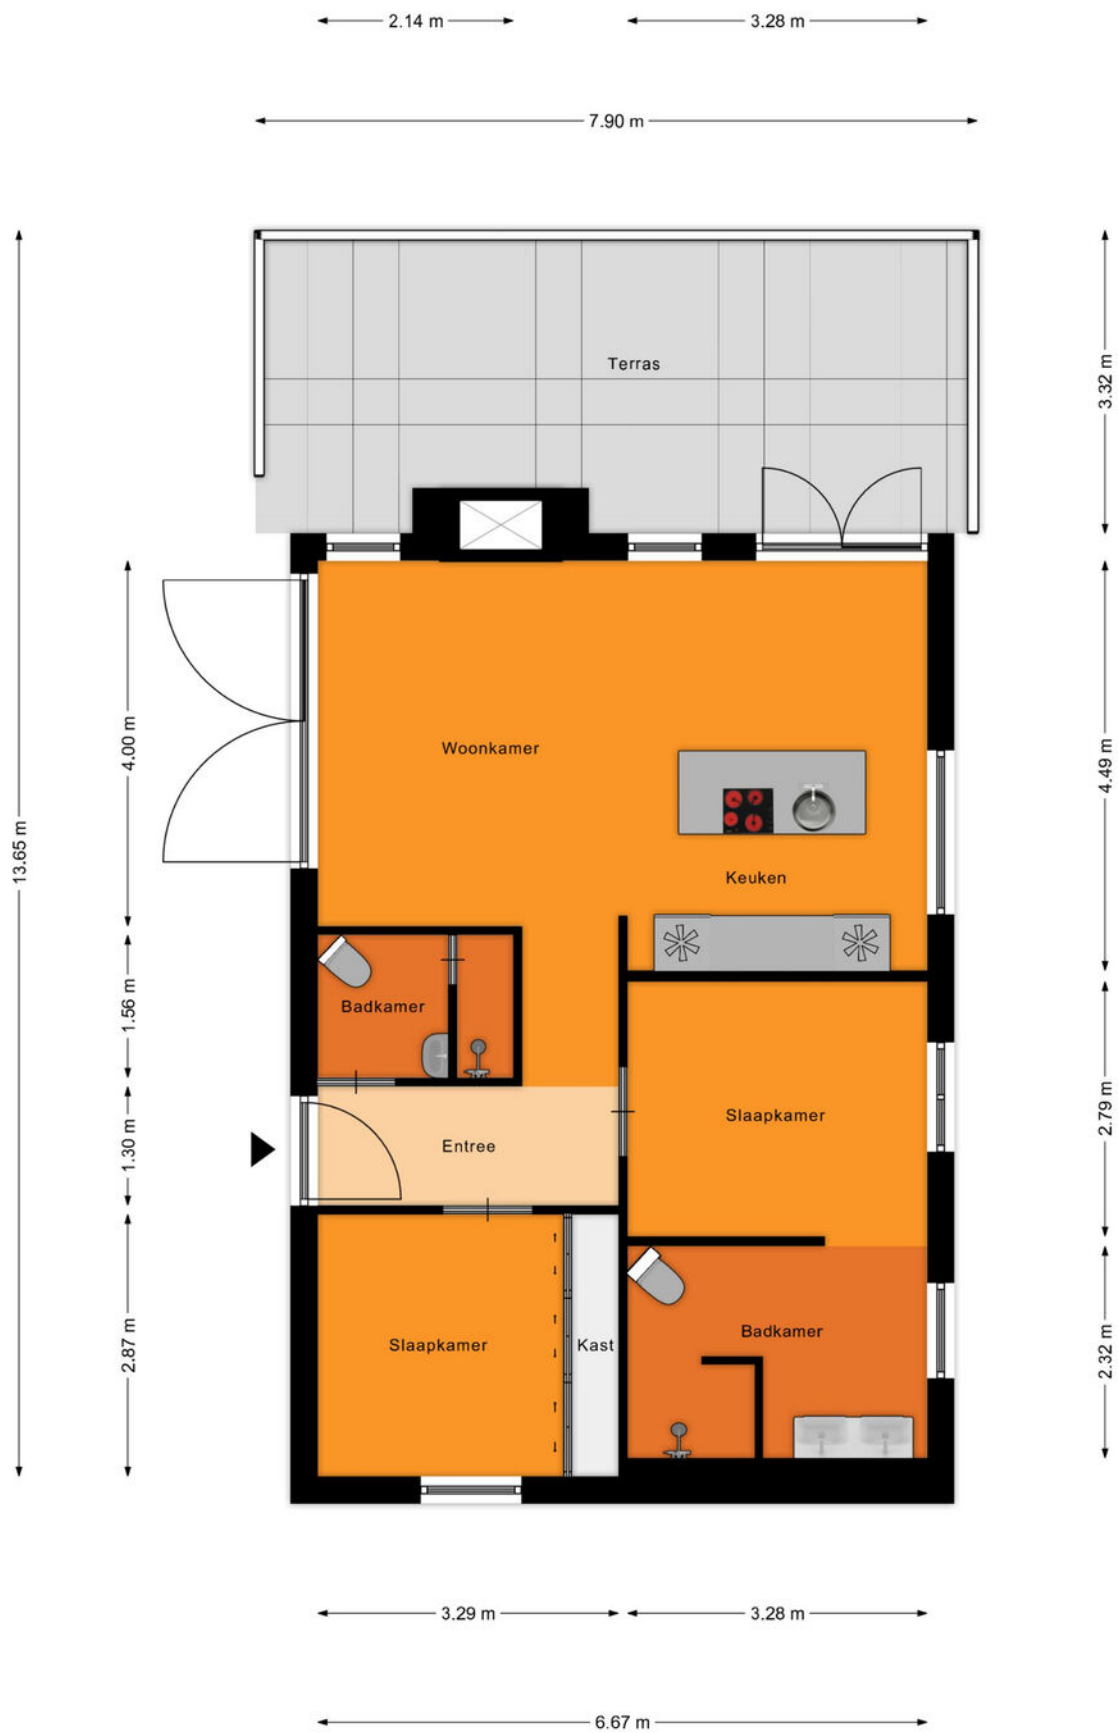 2.14 m
3.28 m
7.90 m
Terras
3.32 m
13.65 m
4.00 m
4.49 m
Woonkamer
Keuken
1.56 m
Badkamer
2.79 m
Slaapkamer
1.30 m
Entree
2.87 m
Slaapkamer
Kast
Badkamer
2.32 m
3.29 m
3.28 m
6.67 m